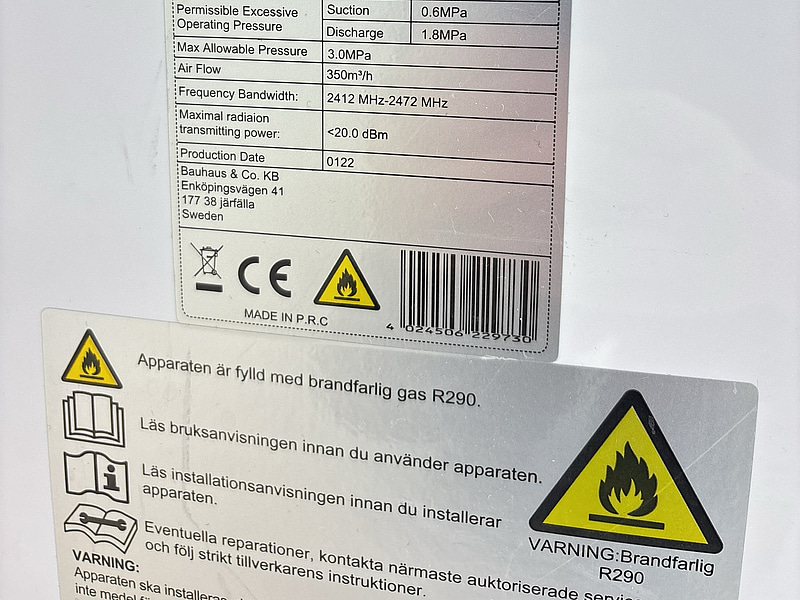 Permissible Excessive Operating Pressure
Suction 0.6MPa
Discharge 1.8MPa
Max Allowable Pressure 3.0MPa
Air Flow 350m³/h
Frequency Bandwidth: 2412 MHz-2472 MHz
Maximal radiaion
transmitting power: <20.0 dBm
Production Date 0122
Bauhaus & Co. KB
Enköpingsvägen 41
177 38 järfälla
Sweden
CE
MADE IN P.R.C
4 024506 229730
Apparaten är fylld med brandfarlig gas R290.
Läs bruksanvisningen innan du använder apparaten.
Läs installationsanvisningen innan du installerar
apparaten.
Eventuella reparationer, kontakta närmaste auktoriserade
och följ strikt tillverkarens instruktioner.
VARNING:Brandfarlig
R290
VARNING:
Apparaten ska
inte medel